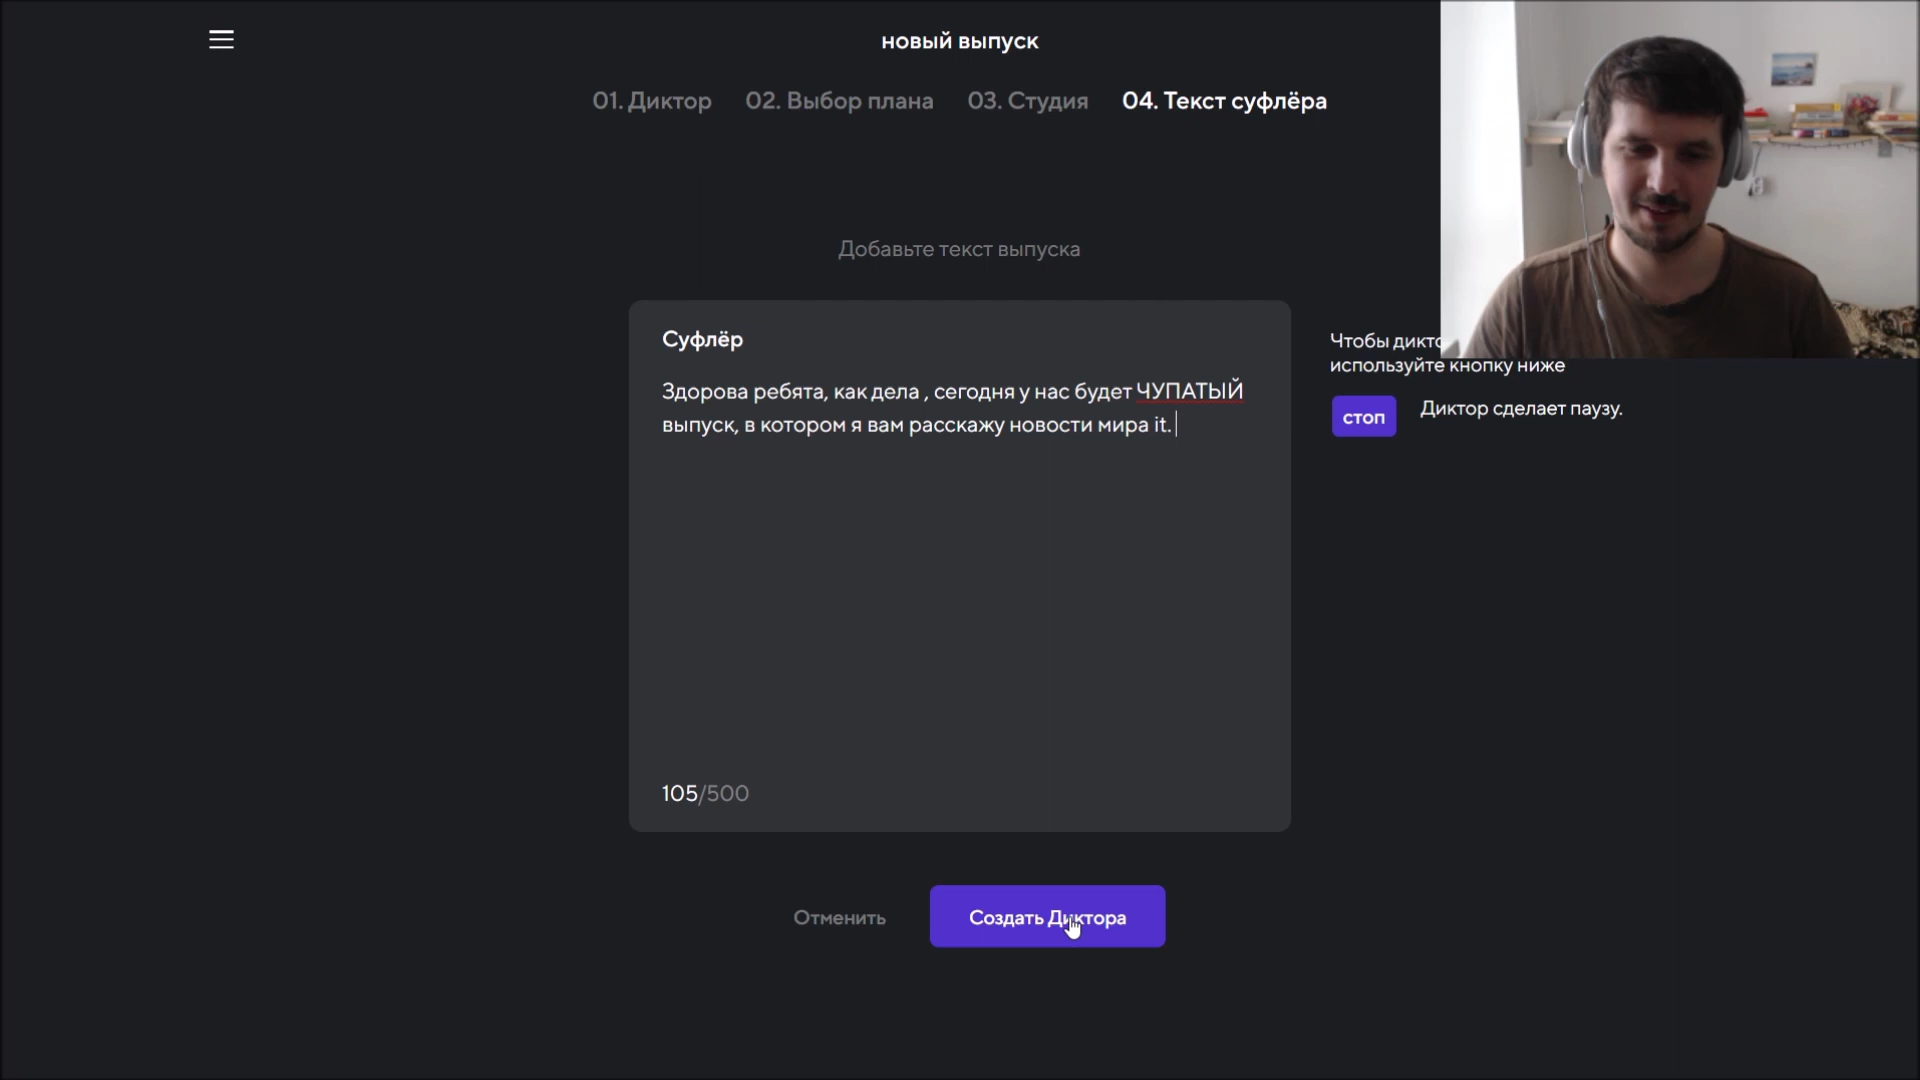 новый выпуск
01. Диктор 02. Выбор плана 03. Студия 04. Текст суфлёра
Добавьте текст выпуска
Суфлёр
Здорова ребята, как дела , сегодня у нас будет ЧУПАТЫЙ
выпуск, в котором я вам расскажу новости мира it.
105/500
Чтобы
используйте кнопку ниже
стоп Диктор сделает паузу.
Отменить Создать Диктора